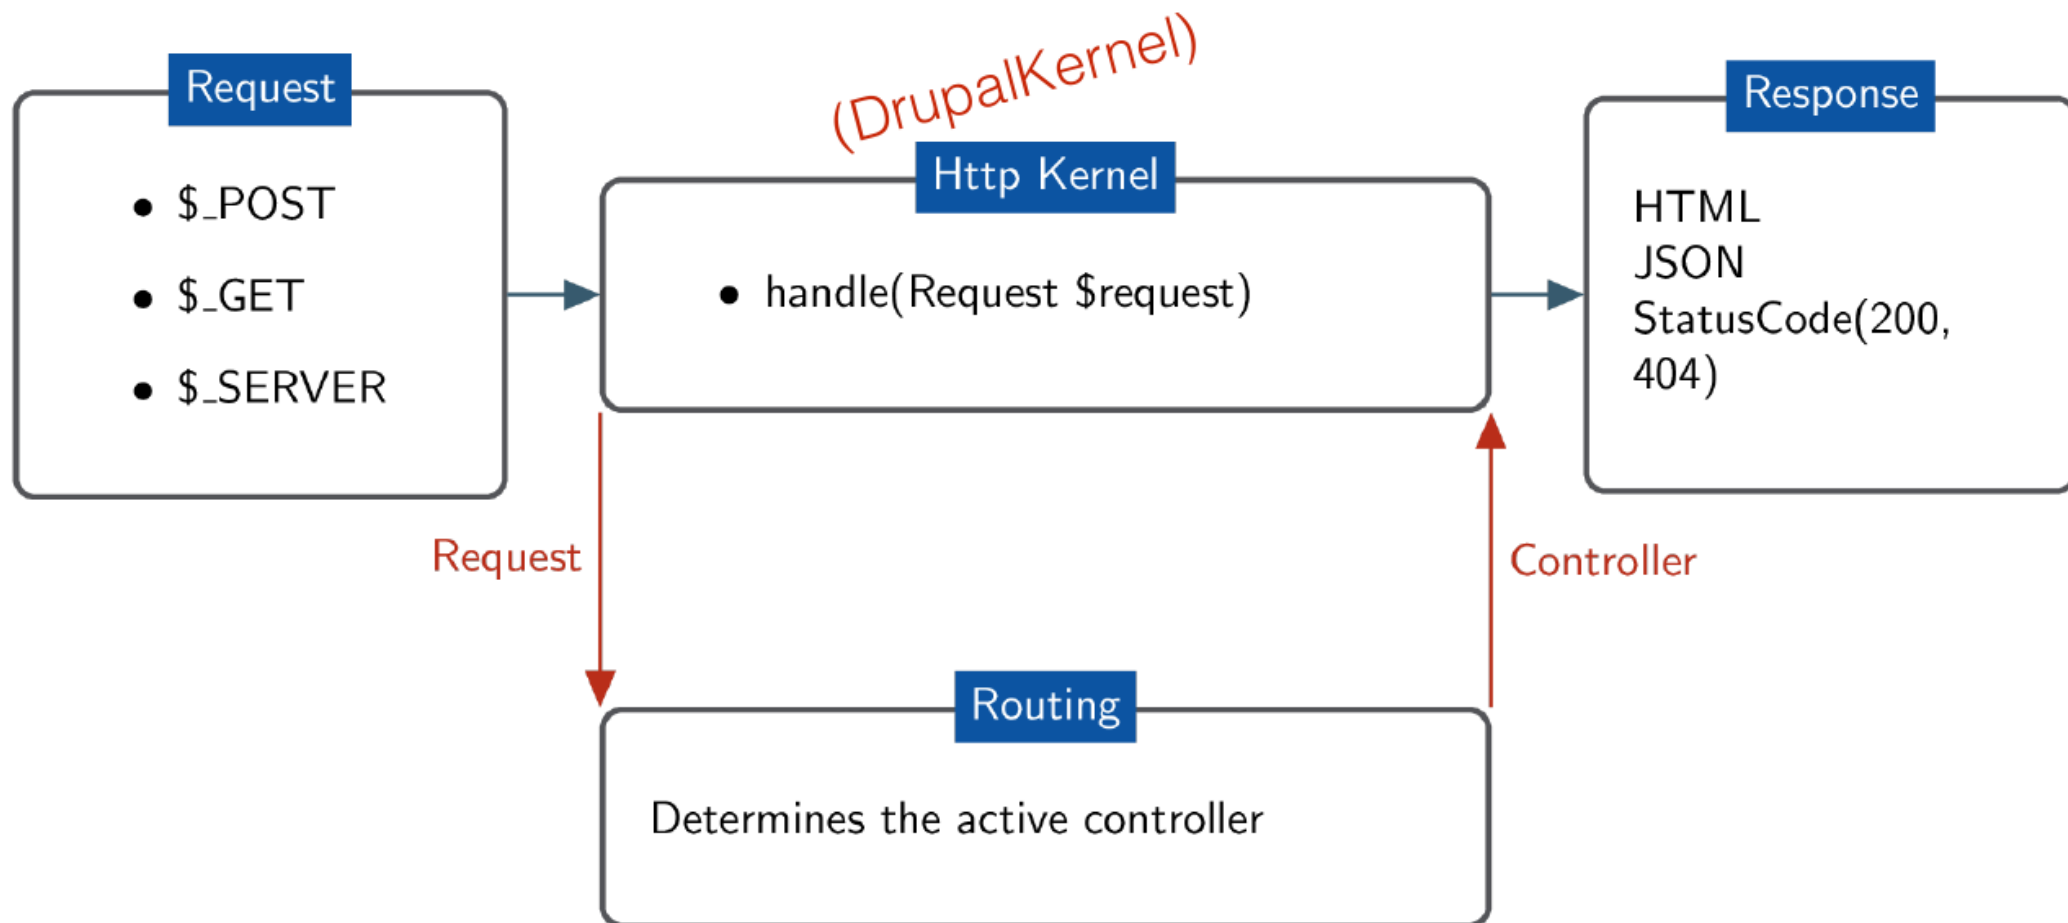 Request
• $_POST
• $_GET
• $_SERVER
(DrupalKernel)
Http Kernel
• handle(Request $request)
Response
HTML
JSON
StatusCode(200,
404)
Request
Controller
Routing
Determines the active controller